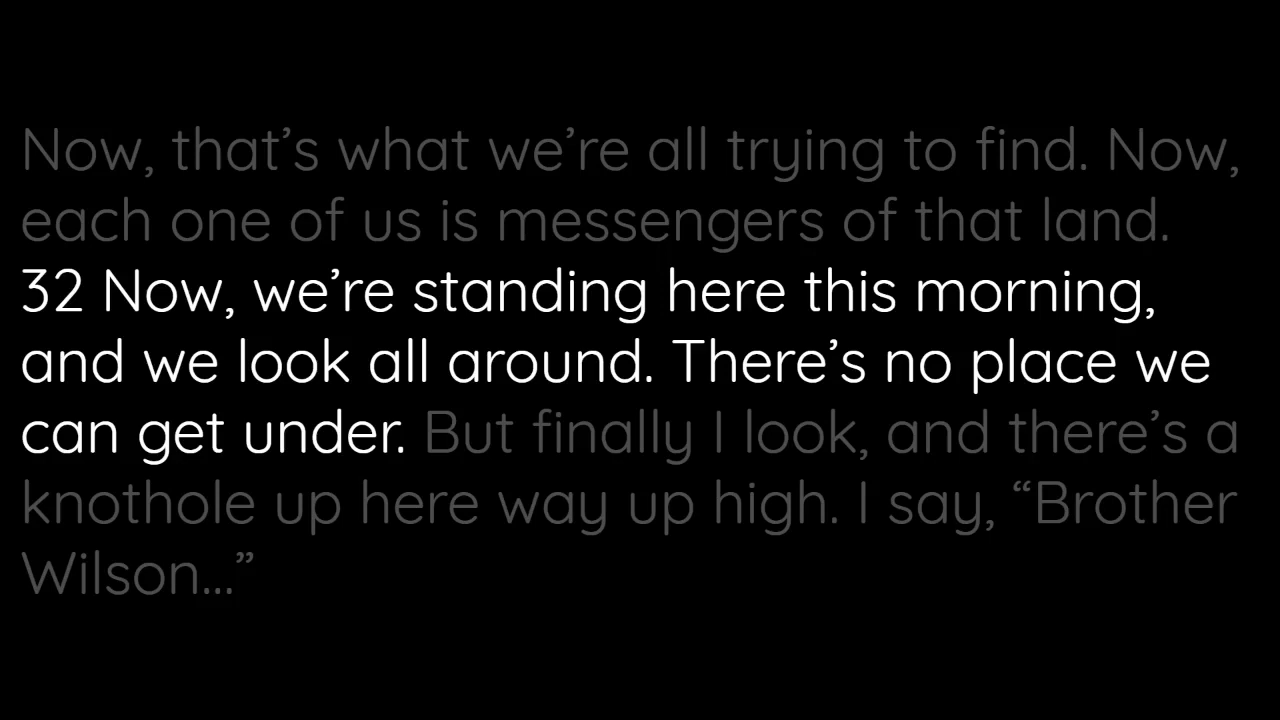 Now, that’s what we’re all trying to find. Now,
each one of us is messengers of that land.
32 Now, we’re standing here this morning,
and we look all around. There’s no place we
can get under. But finally I look, and there’s a
knothole up here way up high. I say, “Brother
Wilson...”